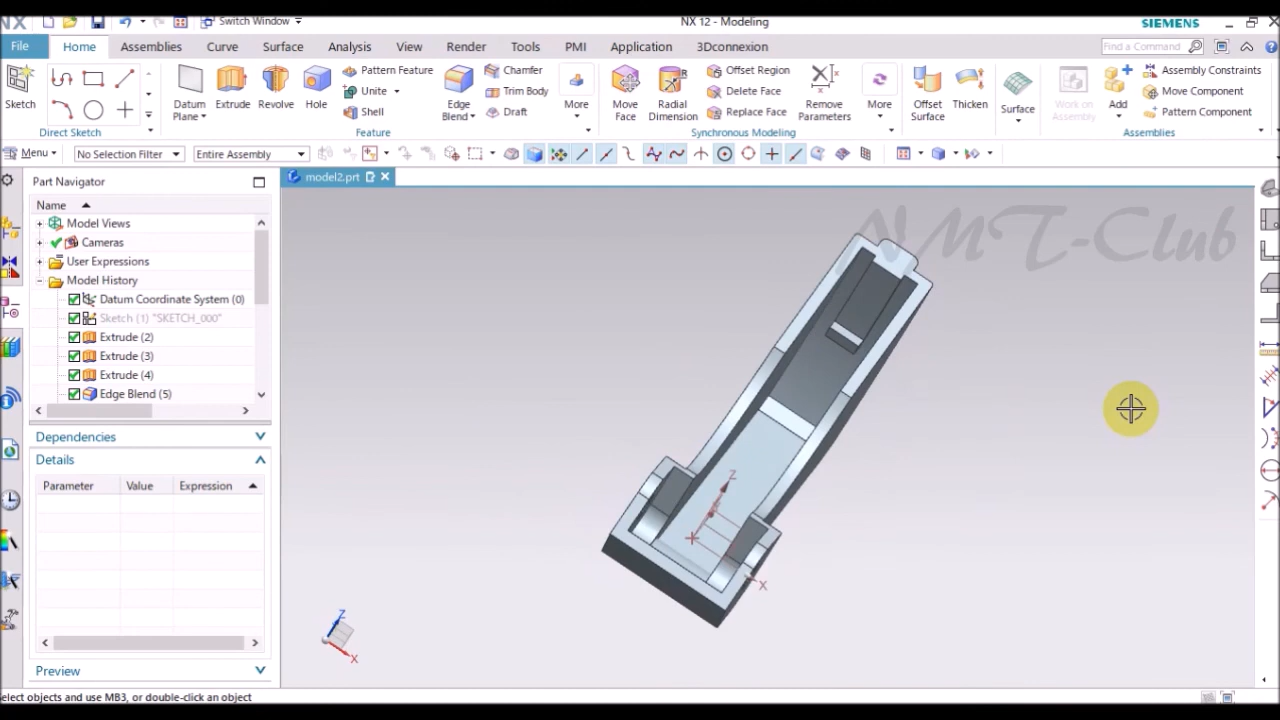 NX Switch Window NX 12 - Modeling SIEMENS
File Home Assemblies Curve Surface Analysis View Render Tools PMI Application 3Dconnexion Find a Command
Sketch Datum Plane Extrude Revolve Hole Pattern Feature Unite Shell Edge Blend Chamfer Trim Body Draft More Move Face Radial Dimension Offset Region Delete Face Replace Face Remove Parameters More Offset Surface Thicken Surface Work on Assembly Add Assembly Constraints Move Component Pattern Component
Direct Sketch Feature Synchronous Modeling Assemblies
Menu No Selection Filter Entire Assembly
Part Navigator model2.prt
Name
Model Views NMT-Club
Cameras
User Expressions
Model History
Datum Coordinate System (0)
Sketch (1) "SKETCH_000"
Extrude (2)
Extrude (3)
Extrude (4)
Edge Blend (5)
Dependencies
Details
Parameter Value Expression
Z
X
Z
X
Preview
elect objects and use MB3, or double-click an object